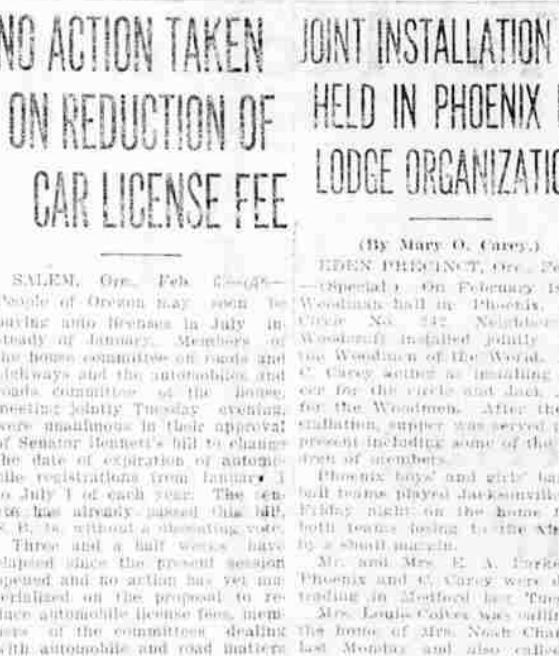 NO ACTION TAKEN
ON REDUCTION OF
CAR LICENSE FEE
SALEM, Ore., Feb.
People of Oregon may soon be
buying auto licenses in July in-
stead of January. Members of
the house committee on roads and
highways and the automobiles and
roads committee of the house,
meeting jointly Tuesday evening,
were unanimous in their approval
of Senator Bennett's bill to change
the date of expiration of automo-
bile registrations from January 1
to July 1 of each year. The sen-
ate has already passed this bill,
S. B. without a dissenting vote.
Three and a half weeks have
elapsed since the present session
opened and no action has yet ma-
terialized on the proposal to re-
duce automobile license fees, mem-
bers of the committees dealing
with automobile and road matters
JOINT INSTALLATION
HELD IN PHOENIX
LODGE ORGANIZATIO
(By Mary O. Carey.)
EDEN PRECINCT, Ore., Fe
—(Special) On February
Woodman hall in Phoenix,
Circle No. 242, Neighbors
Woodcraft installed jointly
the Woodmen of the World.
C. Carey acting as installing
cer for the circle and Jack
for the Woodmen. After the
stallation, supper was served
present including some of the
dren of members.
Phoenix boys' and girls' ba
ball teams played Jacksonvill
Friday night on the home
both teams losing to the vi
by a small margin.
Mr. and Mrs. E. A. Parke
Phoenix and C. Carey were
trading in Medford last Tue
Mrs. Louis Colver was callin
the home of Mrs. Noah Cha
last Monday and also calle